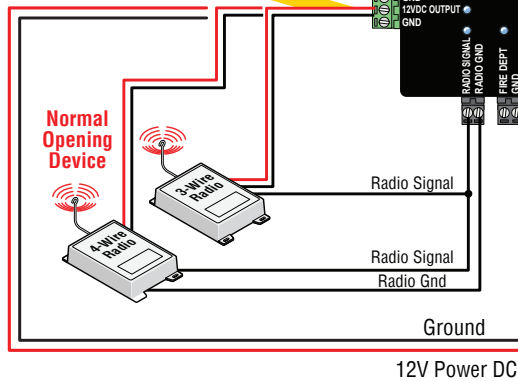 12VDC OUTPUT
GND
RADIO SIGNAL
RADIO GND
FIRE DEPT
GND
Normal
Opening
Device
3-Wire
Radio
4-Wire
Radio
Radio Signal
Radio Signal
Radio Gnd
Ground
12V Power DC